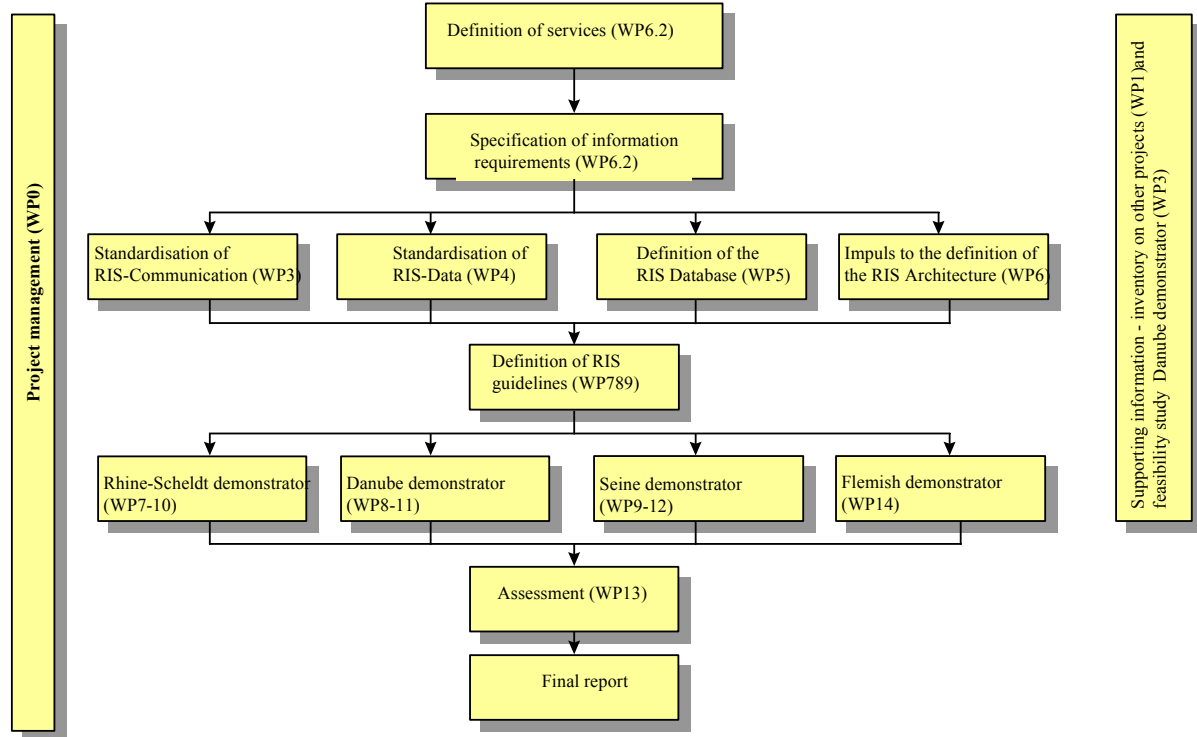 Project management (WP0)
Definition of services (WP6.2)
Specification of information
requirements (WP6.2)
Standardisation of
RIS-Communication (WP3)
Standardisation of
RIS-Data (WP4)
Definition of the
RIS Database (WP5)
Impuls to the definition of
the RIS Architecture (WP6)
Definition of RIS
guidelines (WP789)
Rhine-Scheldt demonstrator
(WP7-10)
Danube demonstrator
(WP8-11)
Seine demonstrator
(WP9-12)
Flemish demonstrator
(WP14)
Assessment (WP13)
Final report
Supporting information - inventory on other projects (WP1)and
feasibility study Danube demonstrator (WP3)